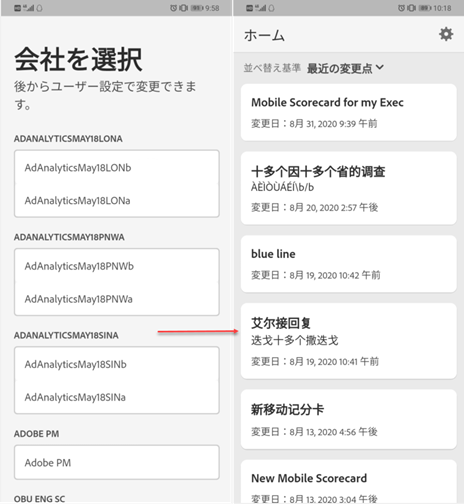 9:58
会社を選択
後からユーザー設定で変更できま
す。
ADANALYTICSMAY18LONA
AdAnalyticsMay18LONb
AdAnalyticsMay18LONa
ADANALYTICSMAY18PNWA
AdAnalyticsMay18PNWb
AdAnalyticsMay18PNWa
ADANALYTICSMAY18SINA
AdAnalyticsMay18SINb
AdAnalyticsMay18SINa
ADOBE PM
Adobe PM
OBU ENG SC
10:18
ホーム
並べ替え基準 最近の変更点
Mobile Scorecard for my Exec
変更日：8月 31, 2020 9:39 午前
十多个因十多个省的调查
ÀÈÌÒÙÁÉÍ\b/b
変更日：8月 20, 2020 2:57 午後
blue line
変更日：8月 19, 2020 10:42 午前
艾尔接回复
迭戈十多个撒迭戈
変更日：8月 19, 2020 10:41 午前
新移动记分卡
変更日：8月 13, 2020 4:56 午後
New Mobile Scorecard
変更日：8月 13, 2020 3:04 午後